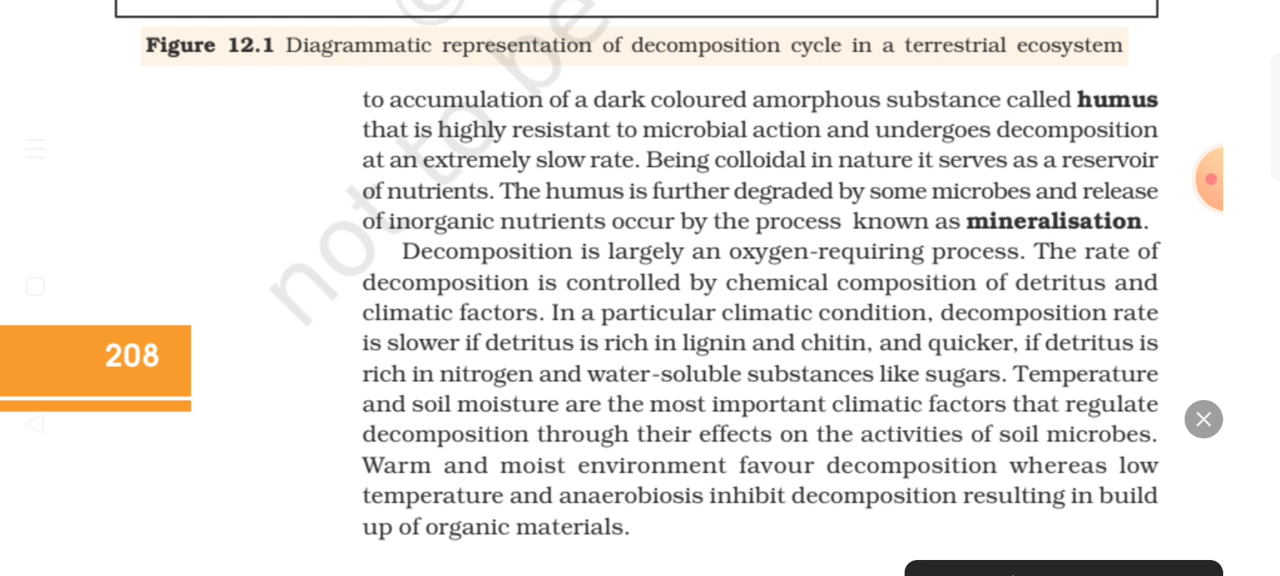 Figure 12.1 Diagrammatic representation of decomposition cycle in a terrestrial ecosystem
to accumulation of a dark coloured amorphous substance called humus
that is highly resistant to microbial action and undergoes decomposition
at an extremely slow rate. Being colloidal in nature it serves as a reservoir
of nutrients. The humus is further degraded by some microbes and release
of inorganic nutrients occur by the process known as mineralisation.
Decomposition is largely an oxygen-requiring process. The rate of
decomposition is controlled by chemical composition of detritus and
climatic factors. In a particular climatic condition, decomposition rate
is slower if detritus is rich in lignin and chitin, and quicker, if detritus is
rich in nitrogen and water-soluble substances like sugars. Temperature
and soil moisture are the most important climatic factors that regulate
decomposition through their effects on the activities of soil microbes.
Warm and moist environment favour decomposition whereas low
temperature and anaerobiosis inhibit decomposition resulting in build
up of organic materials.
208
not to be